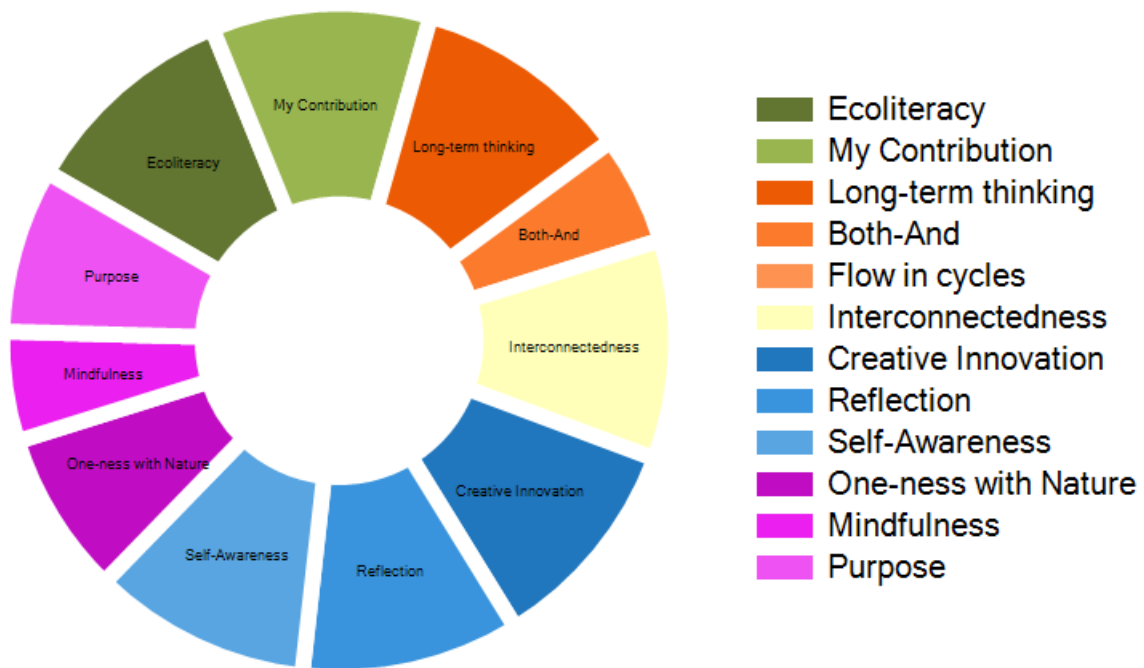 My Contribution
Long-term thinking
Ecoliteracy
Both-And
Purpose
Interconnectedness
Mindfulness
One-ness with Nature
Creative Innovation
Self-Awareness
Reflection
Ecoliteracy
My Contribution
Long-term thinking
Both-And
Flow in cycles
Interconnectedness
Creative Innovation
Reflection
Self-Awareness
One-ness with Nature
Mindfulness
Purpose